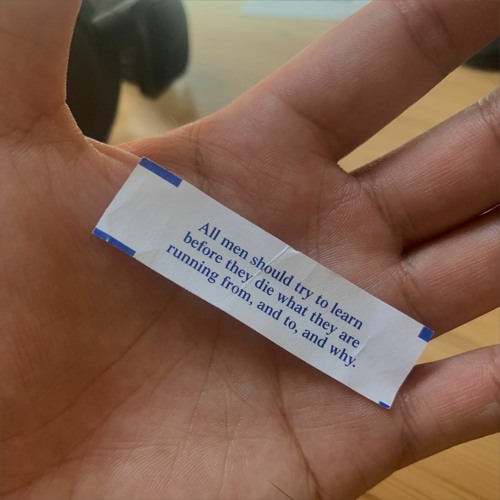 All men should try to learn
before they die what they are
running from, and to, and why.